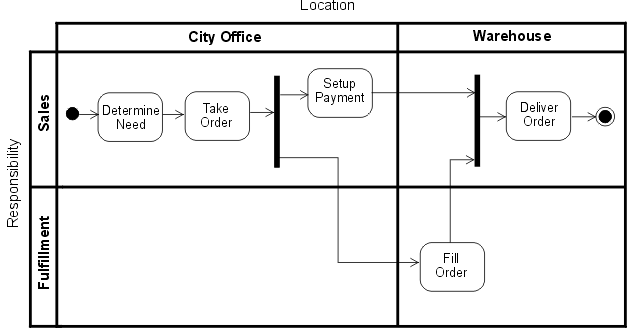 Location
City Office
Warehouse
Responsibility
Sales
Determine
Need
Take
Order
Setup
Payment
Deliver
Order
Fulfillment
Fill
Order